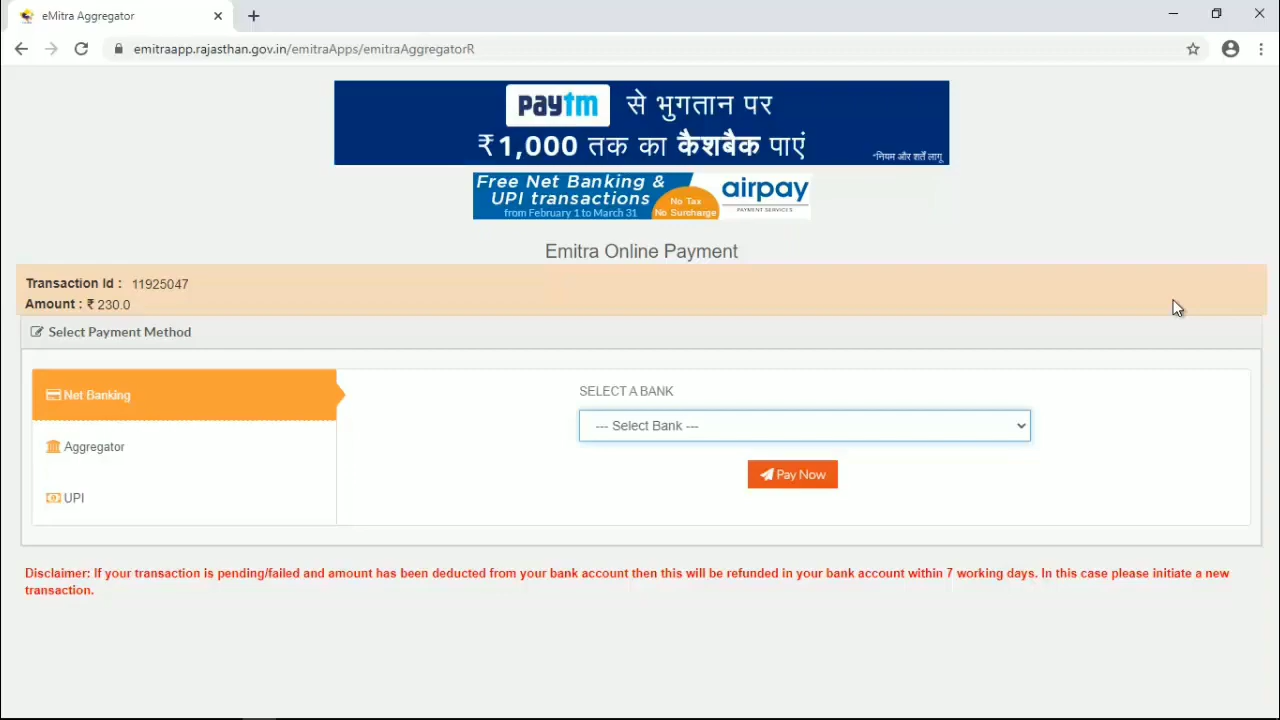 eMitra Aggregator
emitraapp.rajasthan.gov.in/emitraApps/emitraAggregatorR
paytm से भुगतान पर
₹1,000 तक का कैशबैक पाएं
*नियम और शर्तें लागू
Free Net Banking &
UPI transactions
from February 1 to March 31
No Tax
No Surcharge
airpay
PAYMENT SERVICES
Emitra Online Payment
Transaction Id : 11925047
Amount : ₹ 230.0
Select Payment Method
Net Banking
Aggregator
UPI
SELECT A BANK
--- Select Bank ---
Pay Now
Disclaimer: If your transaction is pending/failed and amount has been deducted from your bank account then this will be refunded in your bank account within 7 working days. In this case please initiate a new
transaction.